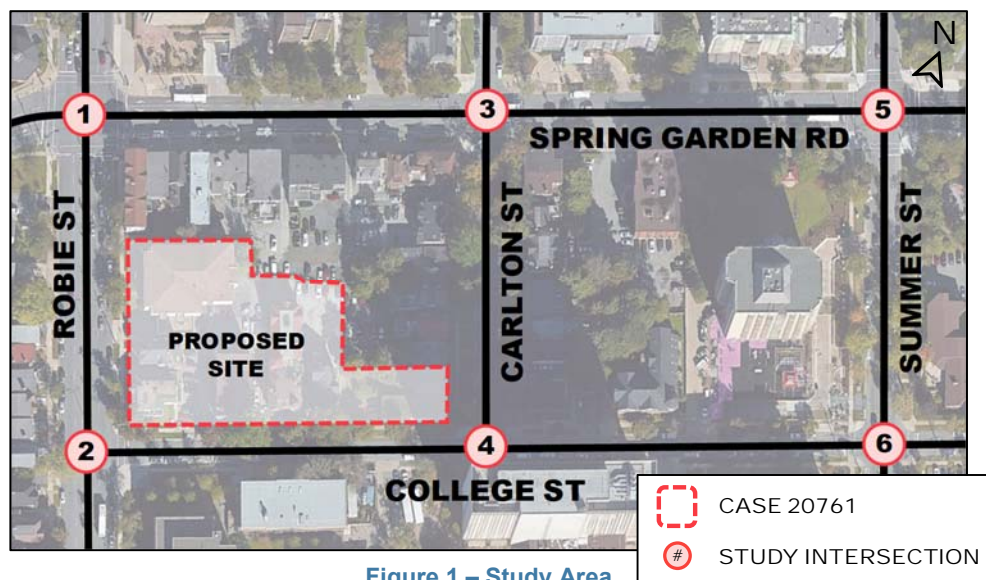 N
1
3
5
SPRING GARDEN RD
ROBIE ST
CARLTON ST
SUMMER ST
PROPOSED
SITE
2
4
6
COLLEGE ST
CASE 20761
# STUDY INTERSECTION
Figure 1 – Study Area